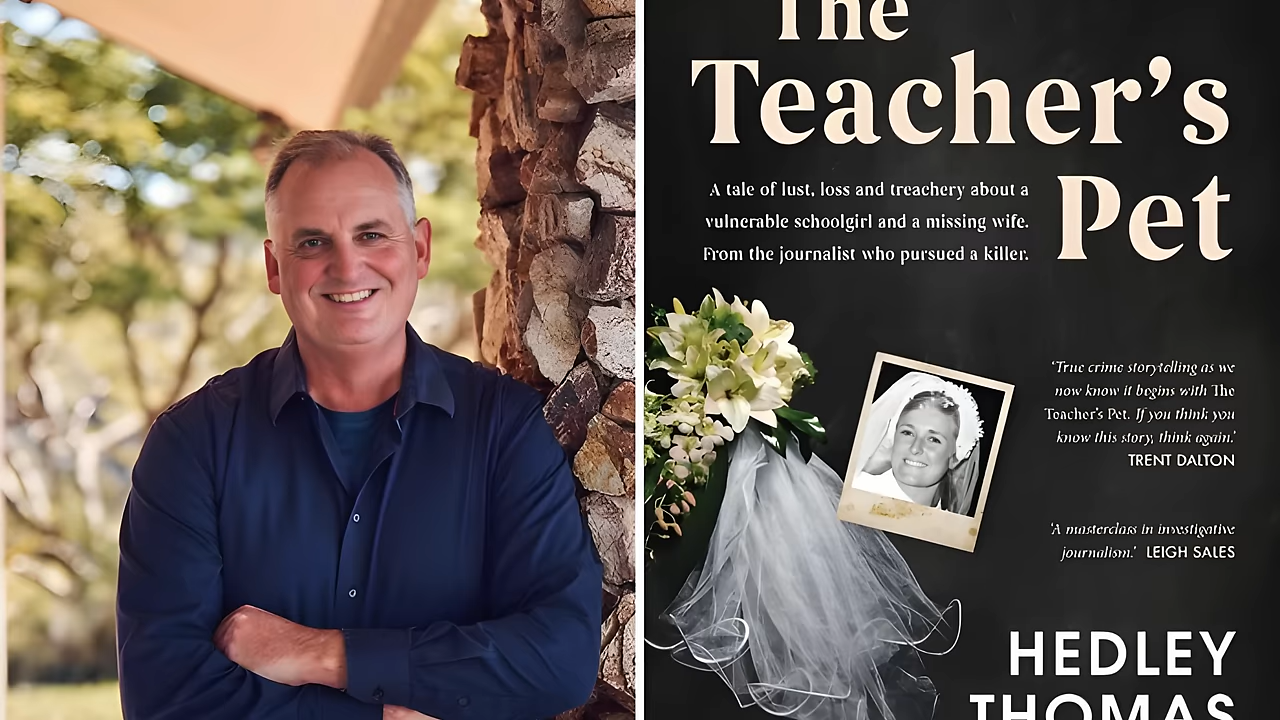 The
Teacher's
Pet
A tale of lust, loss and treachery about a
vulnerable schoolgirl and a missing wife.
From the journalist who pursued a killer.
'True crime storytelling as we
now know it begins with The
Teacher's Pet. If you think you
know this story, think again.'
TRENT DALTON
'A masterclass in investigative
journalism.' LEIGH SALES
HEDLEY
THOMAS